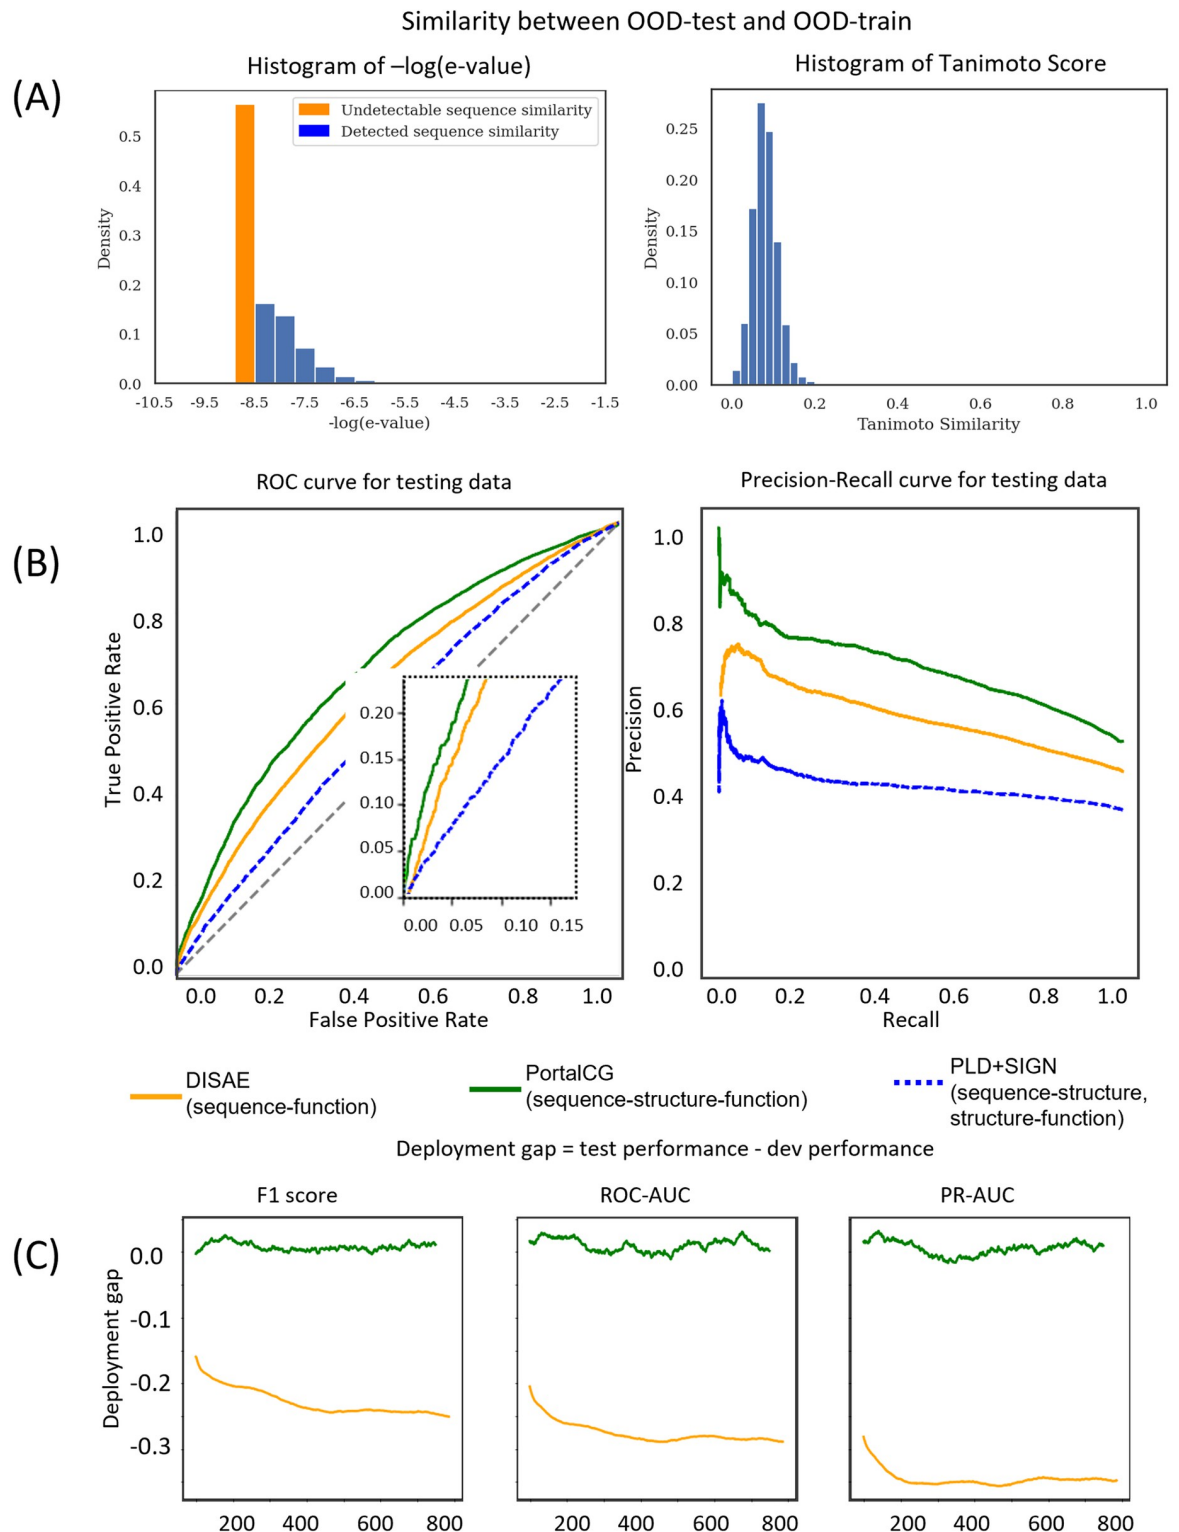 Similarity between OOD-test and OOD-train
(A)
Histogram of –log(e-value)
Undetectable sequence similarity
Detected sequence similarity
Density
0.5
0.4
0.3
0.2
0.1
0.0
-10.5 -9.5 -8.5 -7.5 -6.5 -5.5 -4.5 -3.5 -2.5 -1.5
-log(e-value)
Histogram of Tanimoto Score
Density
0.25
0.20
0.15
0.10
0.05
0.00
0.0 0.2 0.4 0.6 0.8 1.0
Tanimoto Similarity
(B)
ROC curve for testing data
True Positive Rate
1.0
0.8
0.6
0.4
0.2
0.0
0.20
0.15
0.10
0.05
0.00
0.00 0.05 0.10 0.15
0.0 0.2 0.4 0.6 0.8 1.0
False Positive Rate
Precision-Recall curve for testing data
Precision
1.0
0.8
0.6
0.4
0.2
0.0
0.0 0.2 0.4 0.6 0.8 1.0
Recall
DISAE
(sequence-function)
PortalCG
(sequence-structure-function)
PLD+SIGN
(sequence-structure,
structure-function)
Deployment gap = test performance - dev performance
(C)
F1 score
ROC-AUC
PR-AUC
Deployment gap
0.0
-0.1
-0.2
-0.3
200 400 600 800
200 400 600 800
200 400 600 800